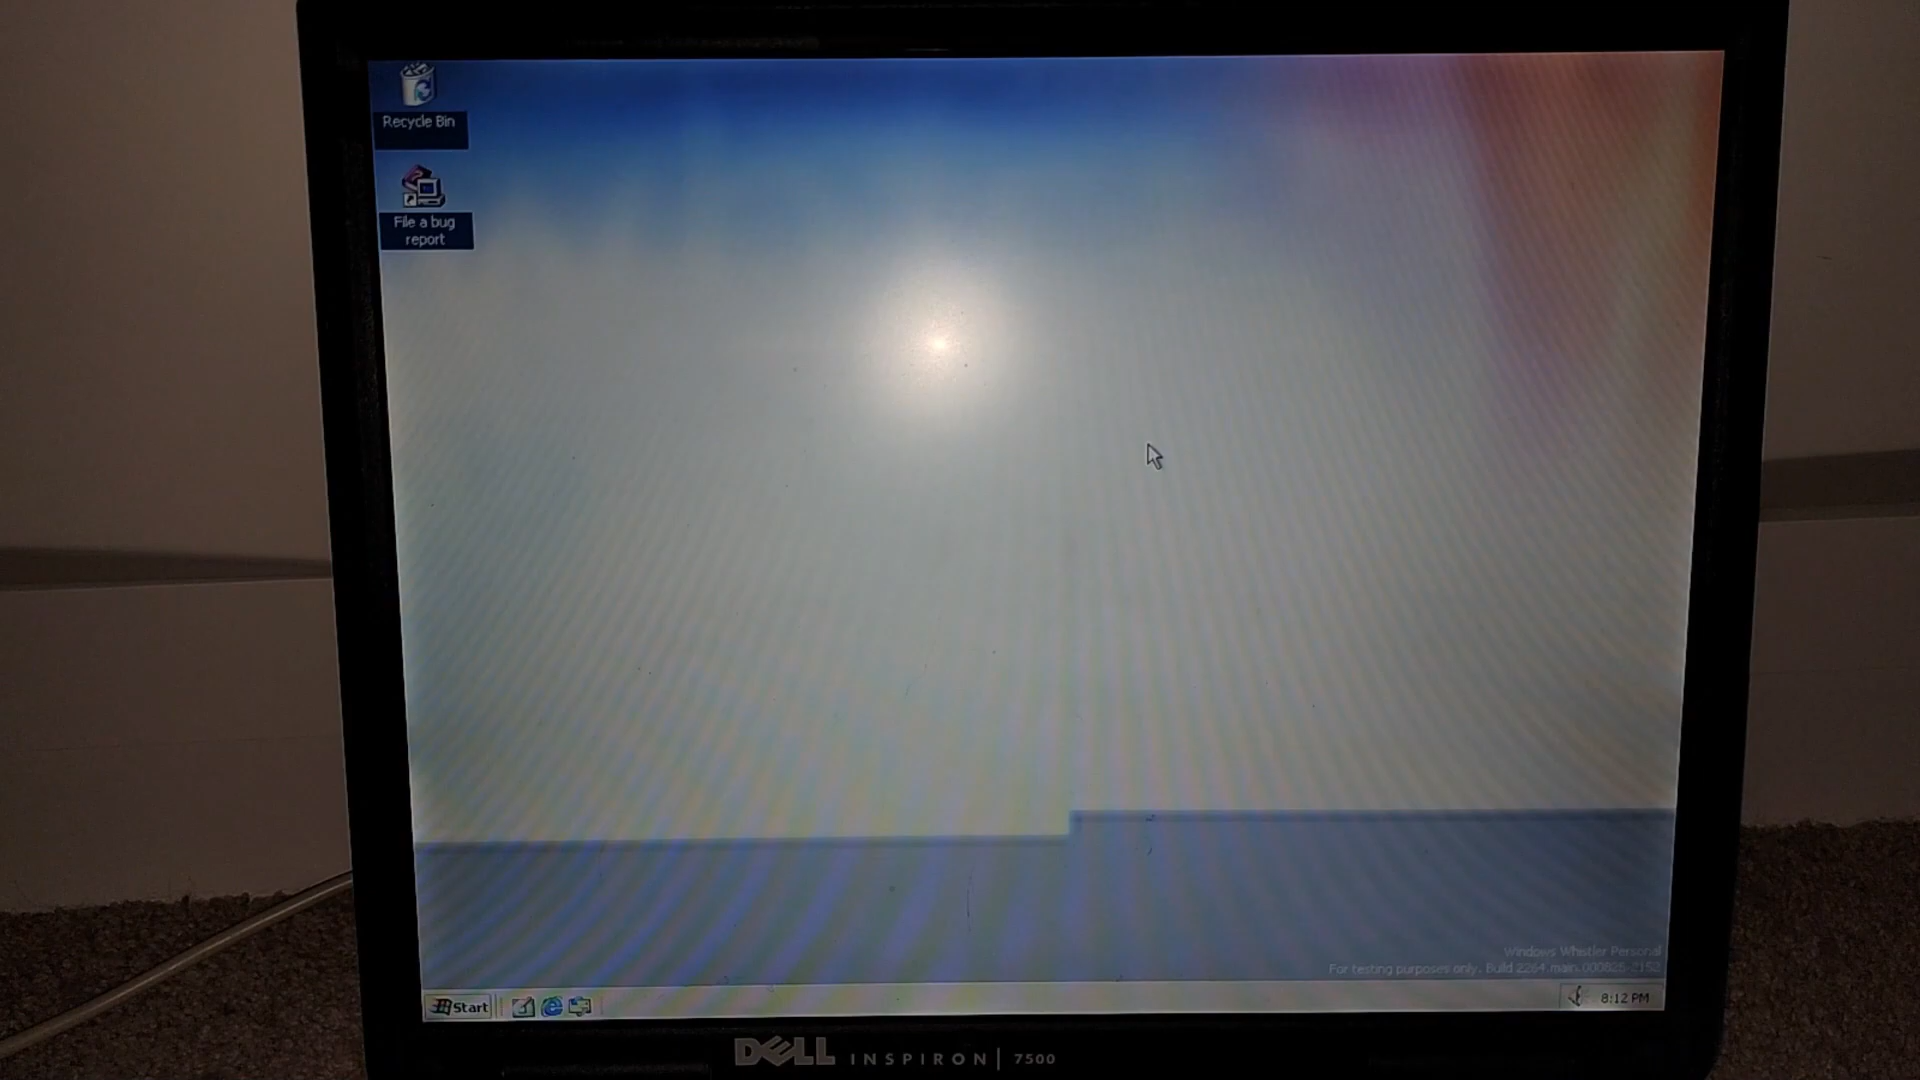 Recycle Bin
File a bug
report
Windows Whistler Personal
For testing purposes only. Build 2264.main.000825-2152
Start
8:12 PM
DELL INSPIRON 7500